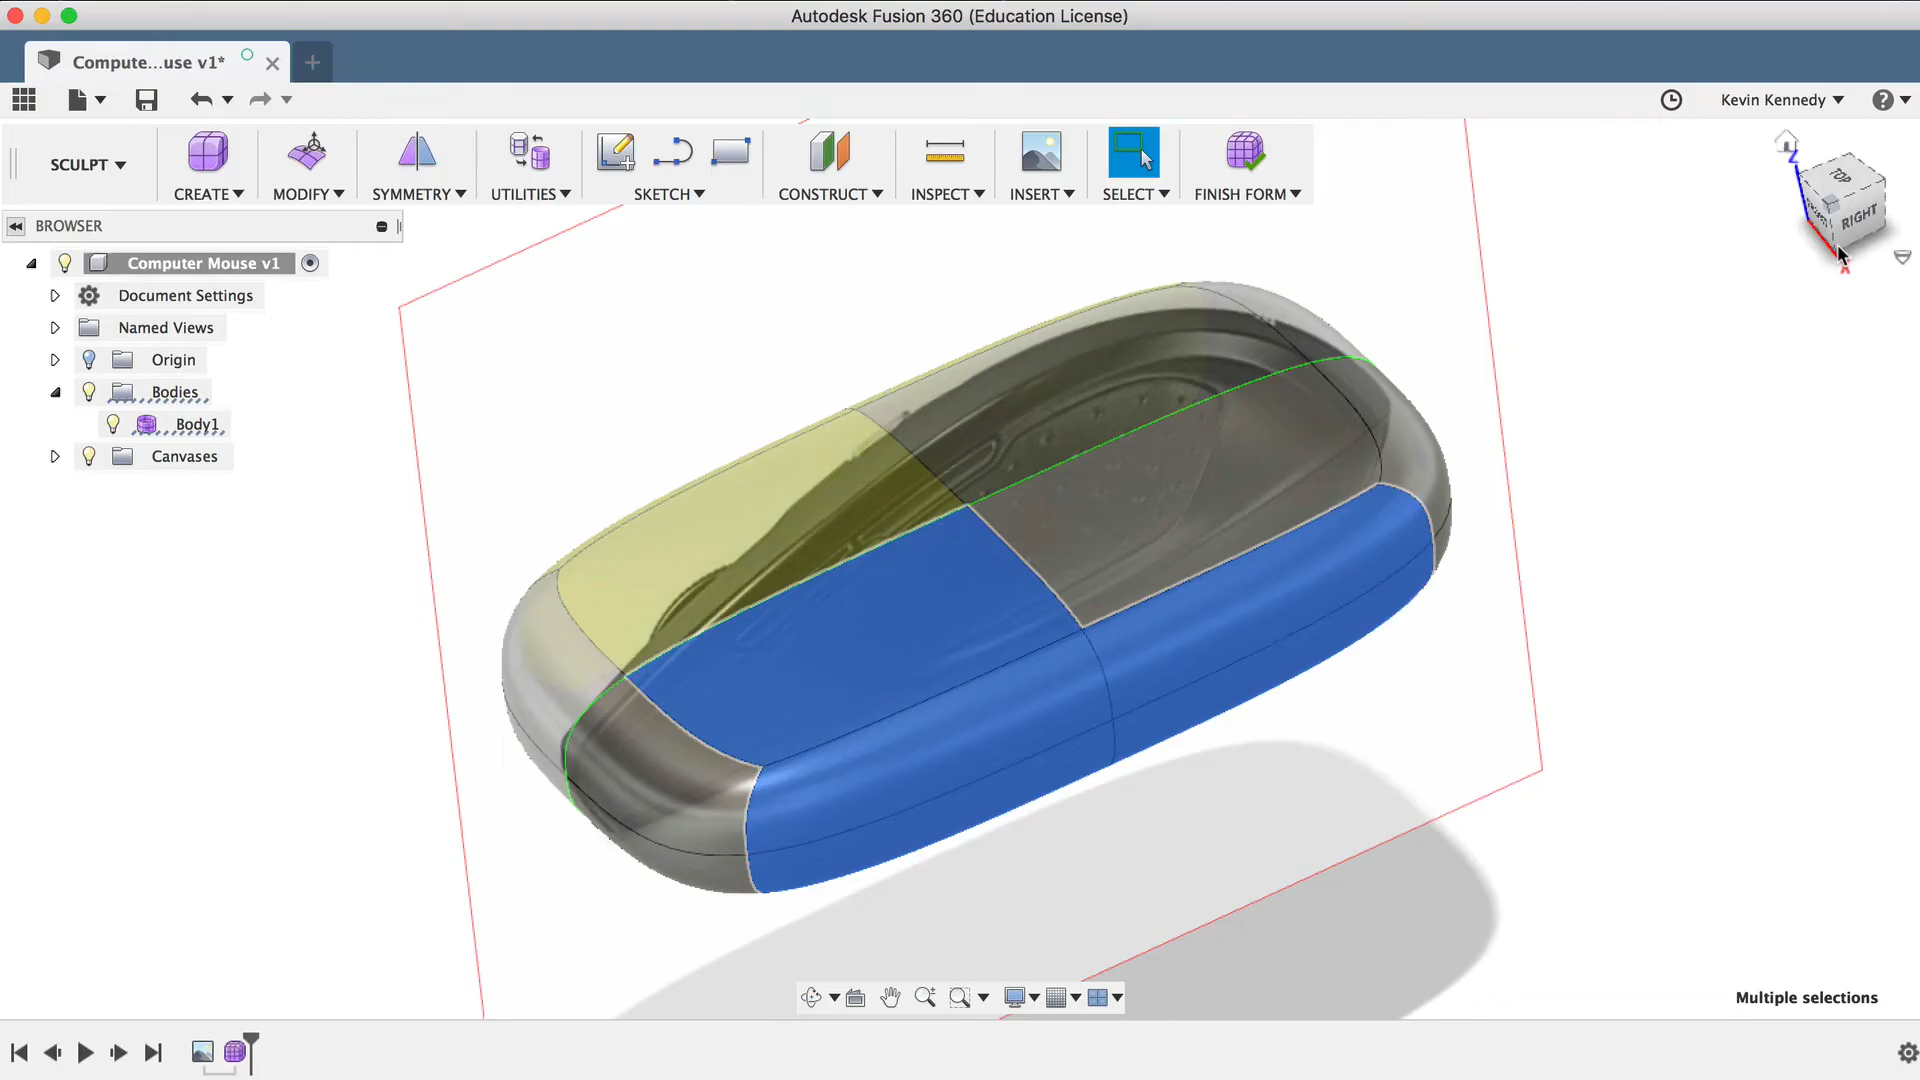 Autodesk Fusion 360 (Education License)
Compute...use v1*
Kevin Kennedy
SCULPT
CREATE
MODIFY
SYMMETRY
UTILITIES
SKETCH
CONSTRUCT
INSPECT
INSERT
SELECT
FINISH FORM
BROWSER
Computer Mouse v1
Document Settings
Named Views
Origin
Bodies
Body1
Canvases
Z
TOP
RIGHT
X
Multiple selections